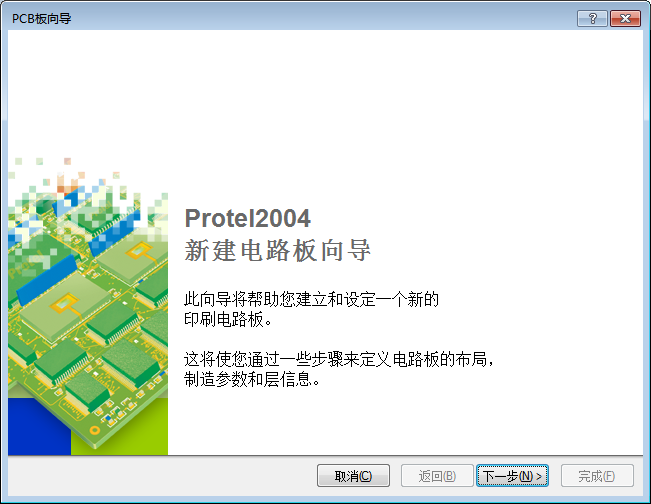 PCB板向导
Protel2004
新建电路板向导
此向导将帮助您建立和设定一个新的
印刷电路板。
这将使您通过一些步骤来定义电路板的布局，
制造参数和层信息。
取消(C) 返回(B) 下一步(N) > 完成(F)